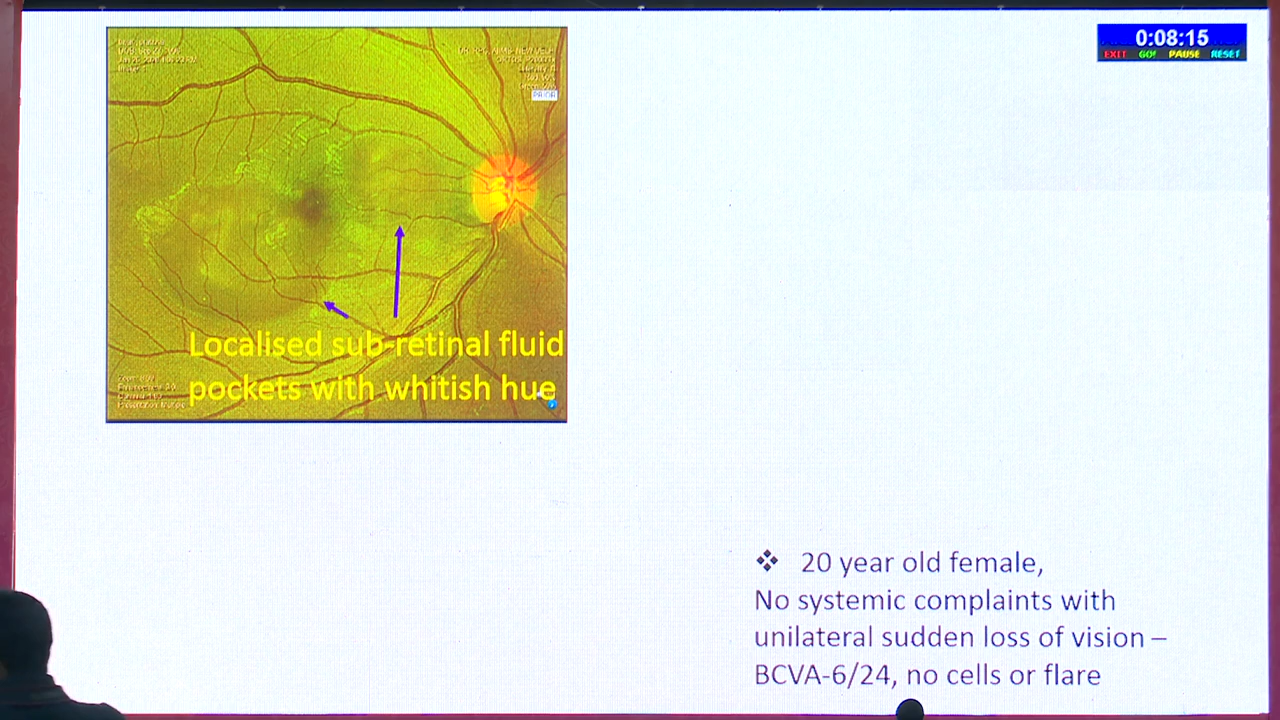 0:08:15
EXIT GO! PAUSE RESET
PRIOR
Localised sub-retinal fluid
pockets with whitish hue
❖ 20 year old female,
No systemic complaints with
unilateral sudden loss of vision –
BCVA-6/24, no cells or flare